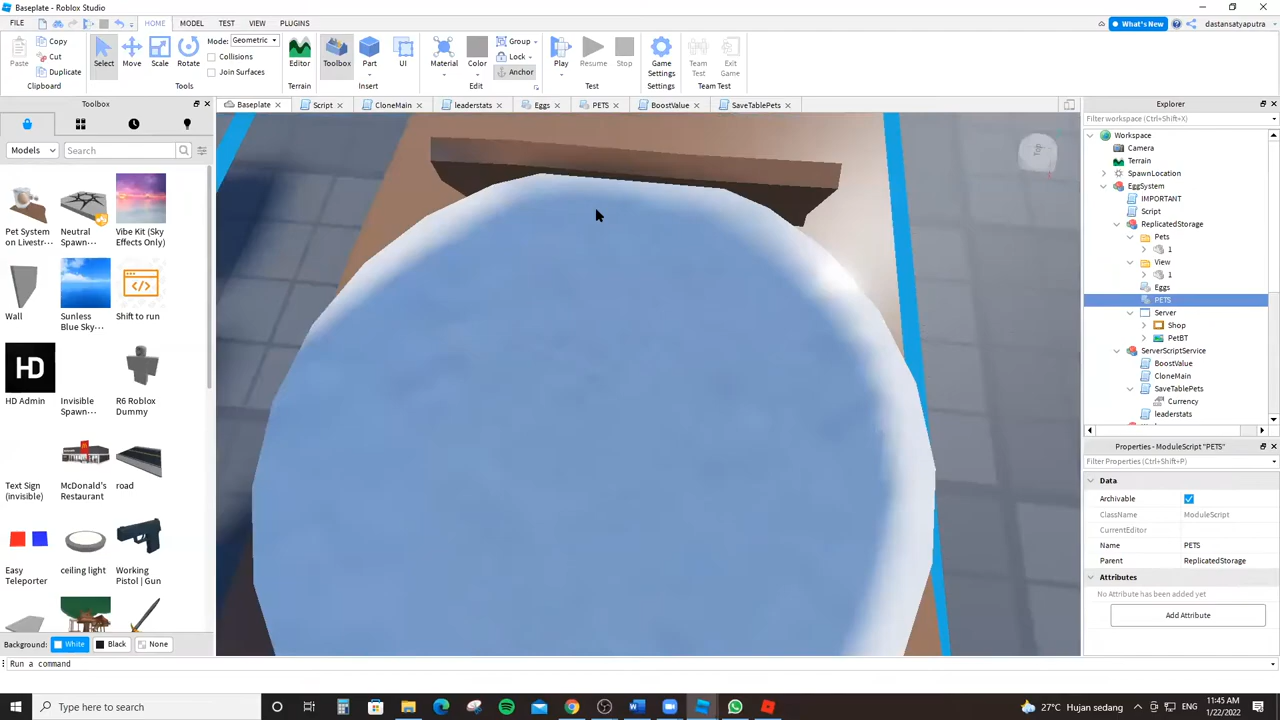 Baseplate - Roblox Studio
FILE HOME MODEL TEST VIEW PLUGINS
What's New dastansatyaputra
Paste Copy Cut Duplicate Clipboard
Select Move Scale Rotate Mode: Geometric Collisions Join Surfaces Tools
Editor Terrain
Toolbox Part UI Insert
Material Color Group Lock Anchor Edit
Play Resume Stop Test
Game Settings Settings
Team Test Exit Game Team Test
Toolbox
Baseplate Script CloneMain leaderstats Eggs PETS BoostValue SaveTablePets
Models Search
Pet System on Livestr...
Neutral Spawn...
Vibe Kit (Sky Effects Only)
Wall
Sunless Blue Sky...
Shift to run
HD
HD Admin
Invisible Spawn...
R6 Roblox Dummy
Text Sign (invisible)
McDonald's Restaurant
road
Easy Teleporter
ceiling light
Working Pistol | Gun
Background: White Black None
Run a command
Top
Explorer
Filter workspace (Ctrl+Shift+X)
Workspace
Camera
Terrain
SpawnLocation
EggSystem
IMPORTANT
Script
ReplicatedStorage
Pets
1
View
1
Eggs
PETS
Server
Shop
PetBT
ServerScriptService
BoostValue
CloneMain
SaveTablePets
Currency
leaderstats
Properties - ModuleScript "PETS"
Filter Properties (Ctrl+Shift+P)
Data
Archivable
ClassName ModuleScript
CurrentEditor
Name PETS
Parent ReplicatedStorage
Attributes
No Attribute has been added yet
Add Attribute
Type here to search
27°C Hujan sedang
11:45 AM
1/22/2022